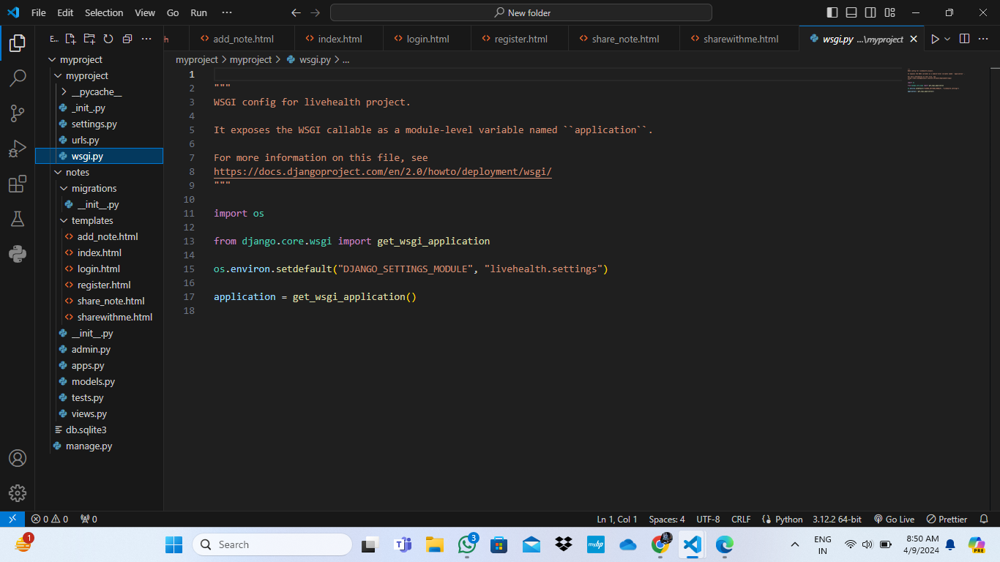 File Edit Selection View Go Run ··· New folder
E... ···
add_note.html index.html login.html register.html share_note.html sharewithme.html wsgi.py ...\myproject ···
myproject > myproject > wsgi.py > ...
myproject
myproject
__pycache__
_init_.py
settings.py
urls.py
wsgi.py
notes
migrations
__init__.py
templates
add_note.html
index.html
login.html
register.html
share_note.html
sharewithme.html
__init__.py
admin.py
apps.py
models.py
tests.py
views.py
db.sqlite3
manage.py
1
2 """
3 WSGI config for livehealth project.
4
5 It exposes the WSGI callable as a module-level variable named ``application``.
6
7 For more information on this file, see
8 https://docs.djangoproject.com/en/2.0/howto/deployment/wsgi/
9 """
10
11 import os
12
13 from django.core.wsgi import get_wsgi_application
14
15 os.environ.setdefault("DJANGO_SETTINGS_MODULE", "livehealth.settings")
16
17 application = get_wsgi_application()
18
0 0 0 Ln 1, Col 1 Spaces: 4 UTF-8 CRLF Python 3.12.2 64-bit Go Live Prettier
1 Search 3 myhp ENG 8:50 AM
IN 4/9/2024 PRE